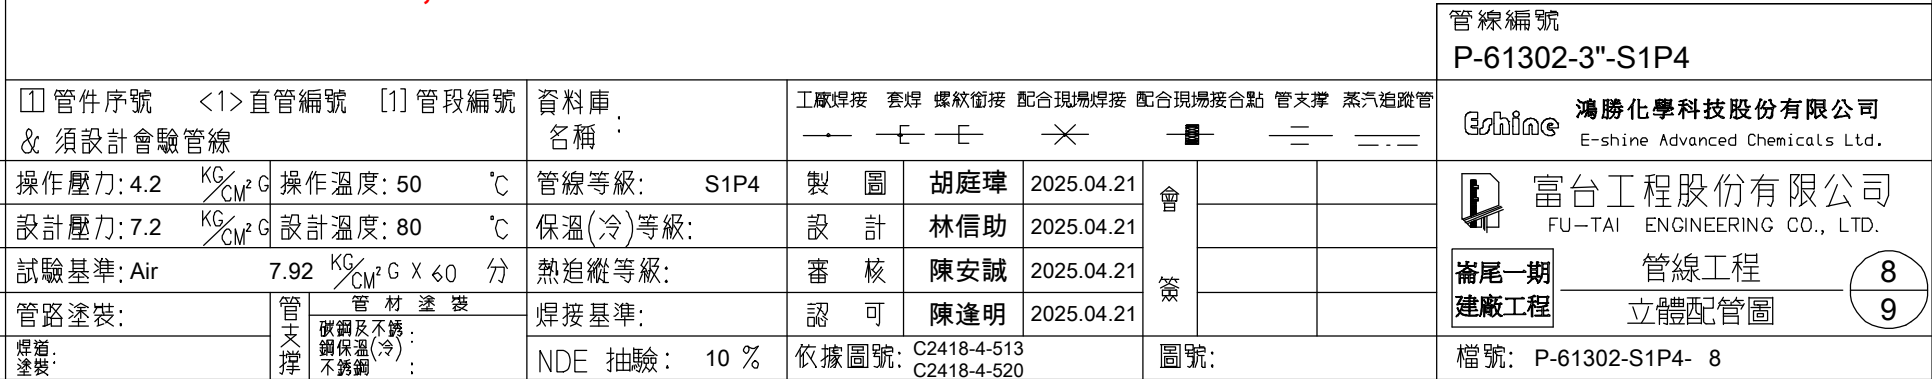 管線編號
P-61302-3"-S1P4
1 管件序號 <1>直管編號 [1]管段編號
& 須設計會驗管線
資料庫
名稱 :
工廠焊接 套焊 螺紋銜接 配合現場焊接 配合現場接合點 管支撐 蒸汽追蹤管
Eshine 鴻勝化學科技股份有限公司
E-shine Advanced Chemicals Ltd.
操作壓力: 4.2 KG/CM² G 操作溫度: 50 °C 管線等級: S1P4
設計壓力: 7.2 KG/CM² G 設計溫度: 80 °C 保溫(冷)等級:
試驗基準: Air 7.92 KG/CM² G X 60 分 熱追縱等級:
管路塗裝: 管支撐 管材塗裝 焊接基準:
焊道塗裝:
碳鋼及不銹 :
鋼保溫(冷)
不銹鋼 :
NDE 抽驗: 10 %
製圖 胡庭瑋 2025.04.21
設計 林信助 2025.04.21
審核 陳安誠 2025.04.21
認可 陳逢明 2025.04.21
會簽
依據圖號: C2418-4-513
C2418-4-520
圖號:
富台工程股份有限公司
FU-TAI ENGINEERING CO., LTD.
崙尾一期
建廠工程
管線工程
立體配管圖
8
9
檔號: P-61302-S1P4- 8